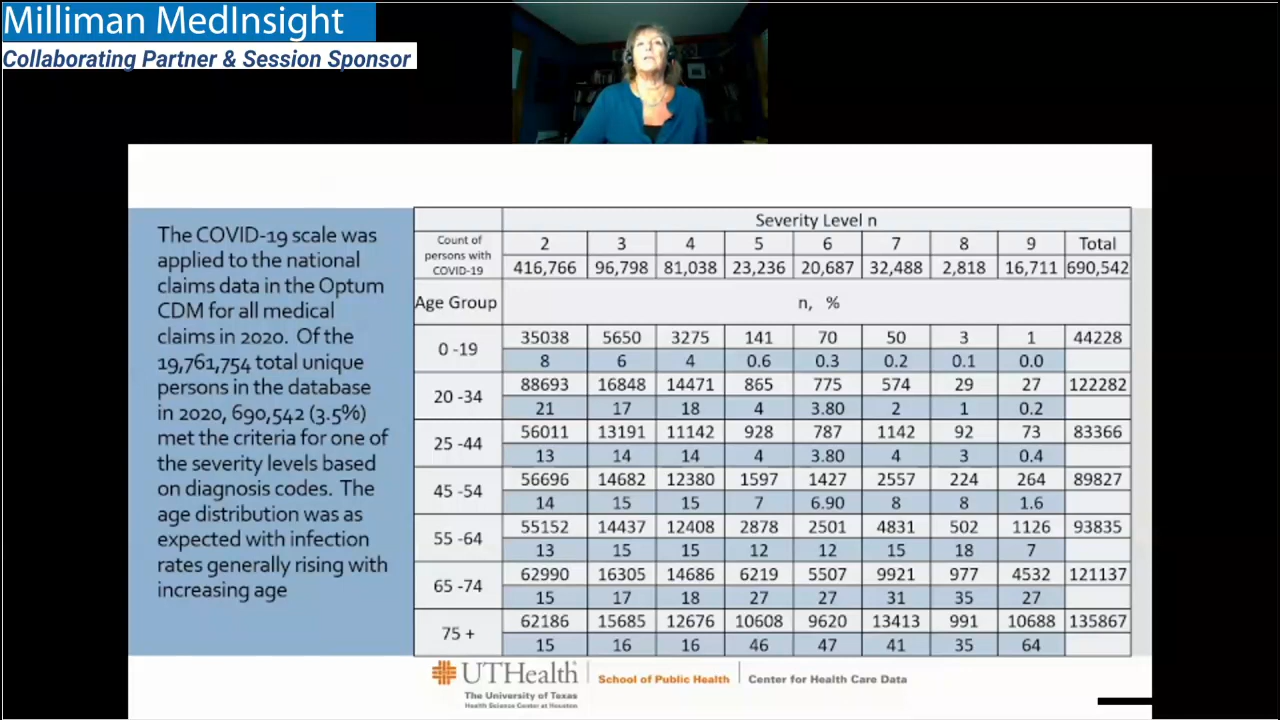 Milliman MedInsight
Collaborating Partner & Session Sponsor
The COVID-19 scale was
applied to the national
claims data in the Optum
CDM for all medical
claims in 2020. Of the
19,761,754 total unique
persons in the database
in 2020, 690,542 (3.5%)
met the criteria for one of
the severity levels based
on diagnosis codes. The
age distribution was as
expected with infection
rates generally rising with
increasing age
Severity Level n
Count of
persons with
COVID-19
2 3 4 5 6 7 8 9 Total
416,766 96,798 81,038 23,236 20,687 32,488 2,818 16,711 690,542
Age Group n, %
0 -19 35038 5650 3275 141 70 50 3 1 44228
8 6 4 0.6 0.3 0.2 0.1 0.0
20 -34 88693 16848 14471 865 775 574 29 27 122282
21 17 18 4 3.80 2 1 0.2
25 -44 56011 13191 11142 928 787 1142 92 73 83366
13 14 14 4 3.80 4 3 0.4
45 -54 56696 14682 12380 1597 1427 2557 224 264 89827
14 15 15 7 6.90 8 8 1.6
55 -64 55152 14437 12408 2878 2501 4831 502 1126 93835
13 15 15 12 12 15 18 7
65 -74 62990 16305 14686 6219 5507 9921 977 4532 121137
15 17 18 27 27 31 35 27
75 + 62186 15685 12676 10608 9620 13413 991 10688 135867
15 16 16 46 47 41 35 64
UTHealth
The University of Texas
Health Science Center at Houston
School of Public Health
Center for Health Care Data